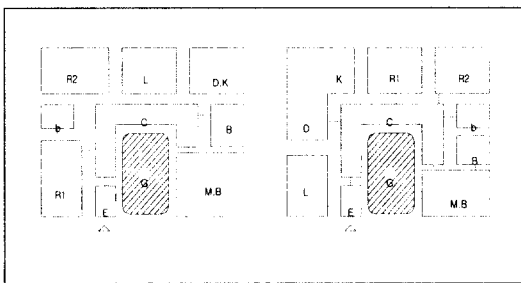 R2 L D.K
b C B
R1 G M.B
E
K R1 R2
D C b
B
L G M.B
E